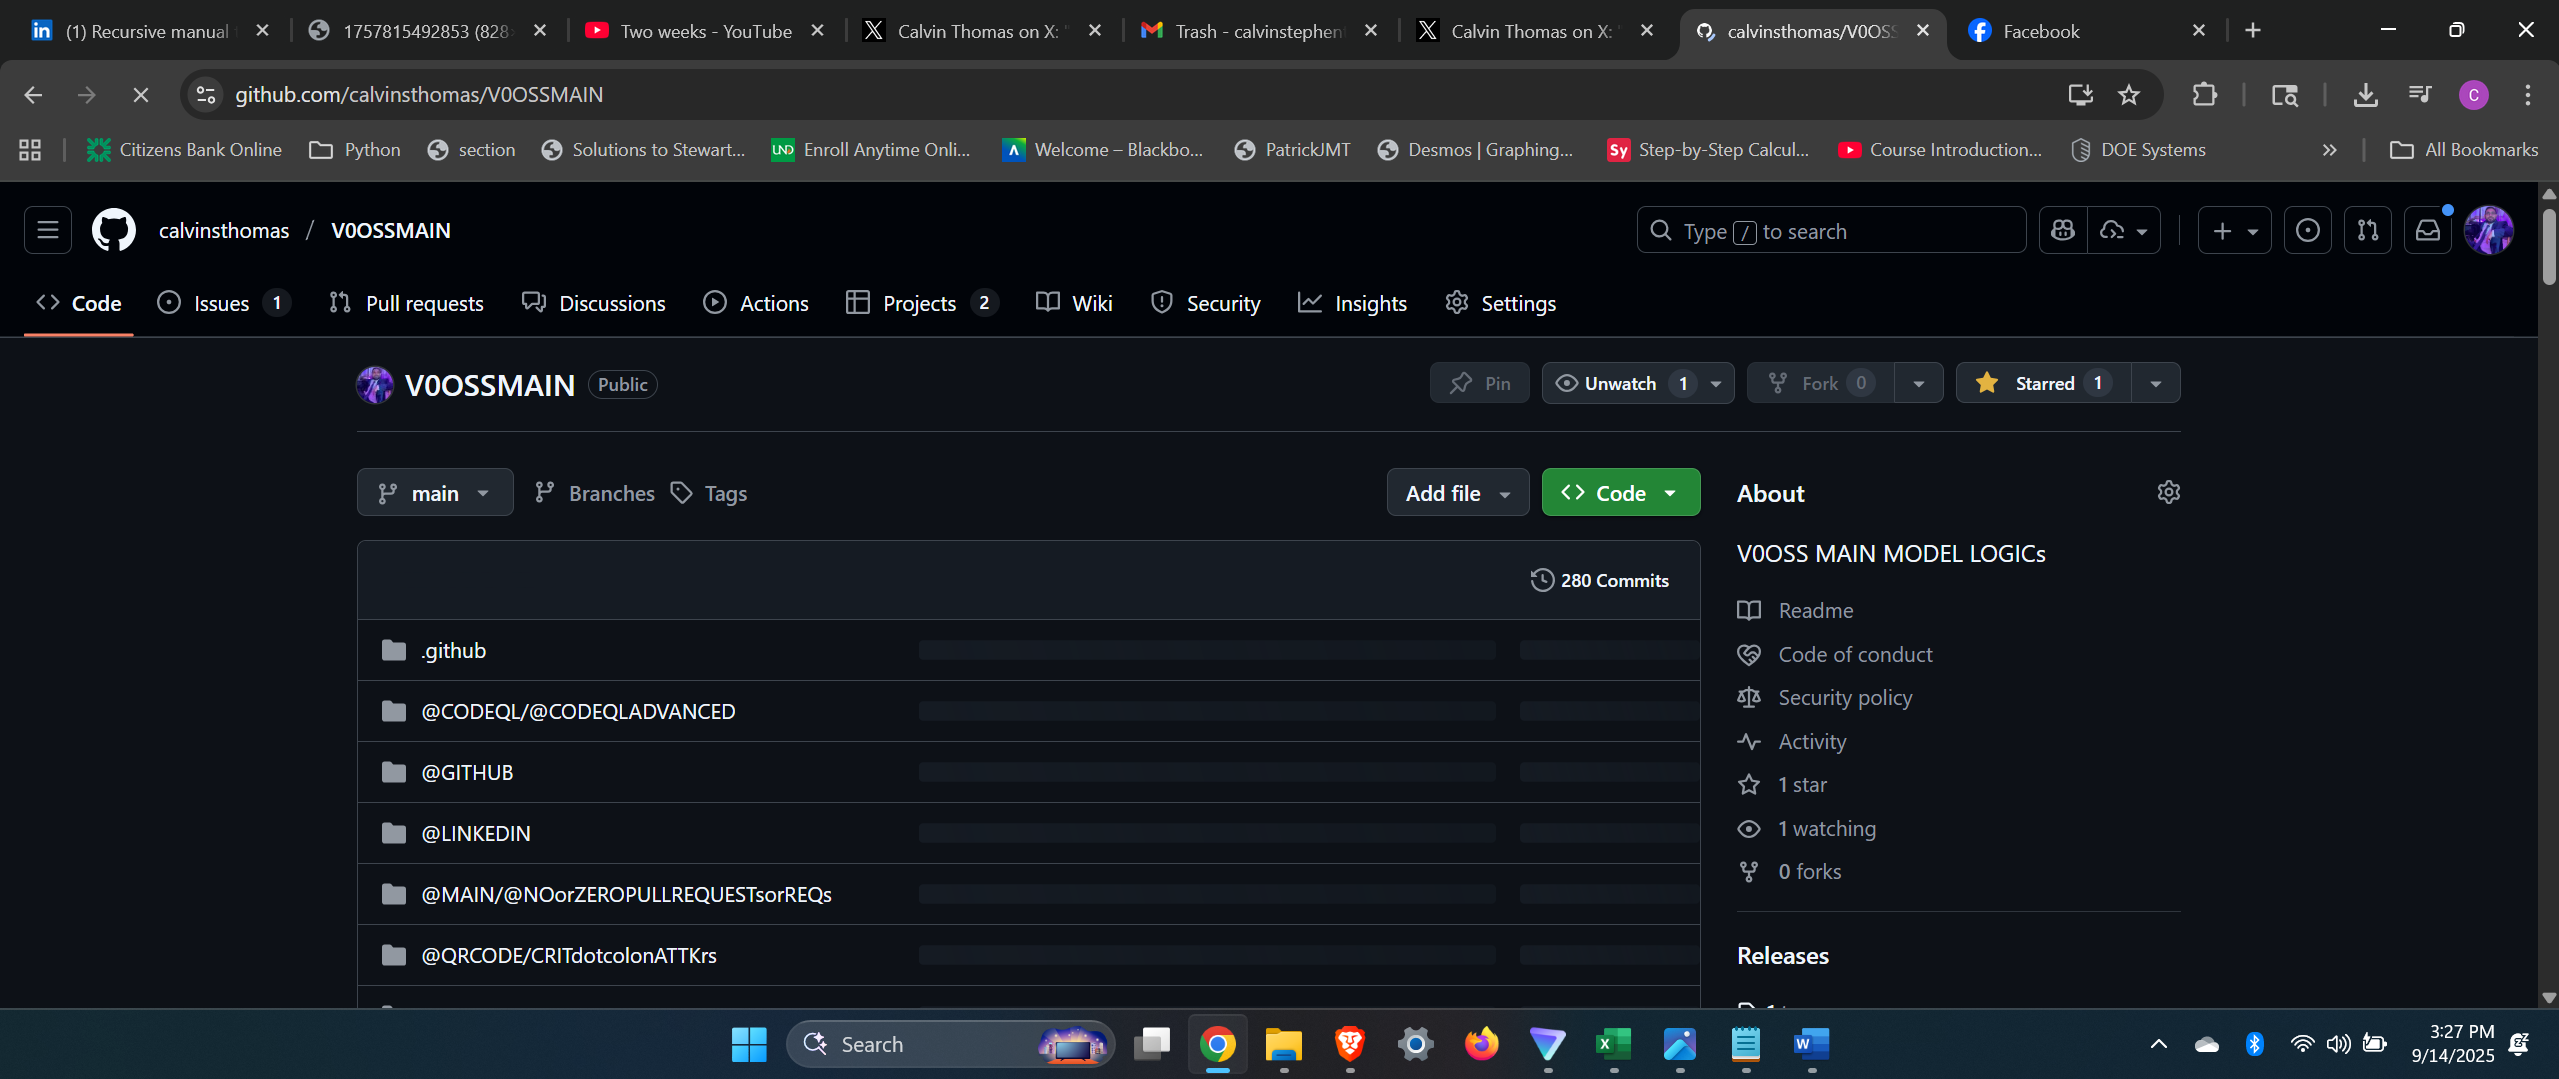 (1) Recursive manual
1757815492853 (828
Two weeks - YouTube
Calvin Thomas on X: "
Trash - calvinstephen
Calvin Thomas on X: "
calvinsthomas/V0OSS
Facebook
github.com/calvinsthomas/V0OSSMAIN
C
Citizens Bank Online
Python
section
Solutions to Stewart...
UND
Enroll Anytime Onli...
Welcome – Blackbo...
PatrickJMT
Desmos | Graphing...
Sy
Step-by-Step Calcul...
Course Introduction...
DOE Systems
All Bookmarks
calvinsthomas / V0OSSMAIN
Type / to search
Code
Issues 1
Pull requests
Discussions
Actions
Projects 2
Wiki
Security
Insights
Settings
V0OSSMAIN Public
Pin
Unwatch 1
Fork 0
Starred 1
main
Branches
Tags
Add file
Code
280 Commits
.github
@CODEQL/@CODEQLADVANCED
@GITHUB
@LINKEDIN
@MAIN/@NOorZEROPULLREQUESTsorREQs
@QRCODE/CRITdotcolonATTKrs
About
V0OSS MAIN MODEL LOGICs
Readme
Code of conduct
Security policy
Activity
1 star
1 watching
0 forks
Releases
Search
3:27 PM
9/14/2025